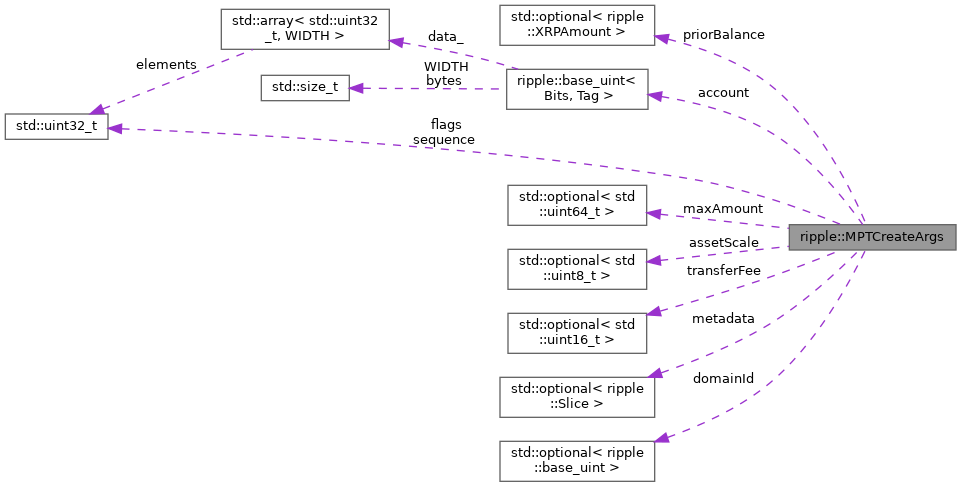 std::array< std::uint32
_t, WIDTH >
std::optional< ripple
::XRPAmount >
priorBalance
data_
elements
WIDTH
bytes
std::size_t
ripple::base_uint<
Bits, Tag >
account
std::uint32_t
flags
sequence
std::optional< std
::uint64_t >
maxAmount
ripple::MPTCreateArgs
assetScale
std::optional< std
::uint8_t >
transferFee
std::optional< std
::uint16_t >
metadata
std::optional< ripple
::Slice >
domainId
std::optional< ripple
::base_uint >